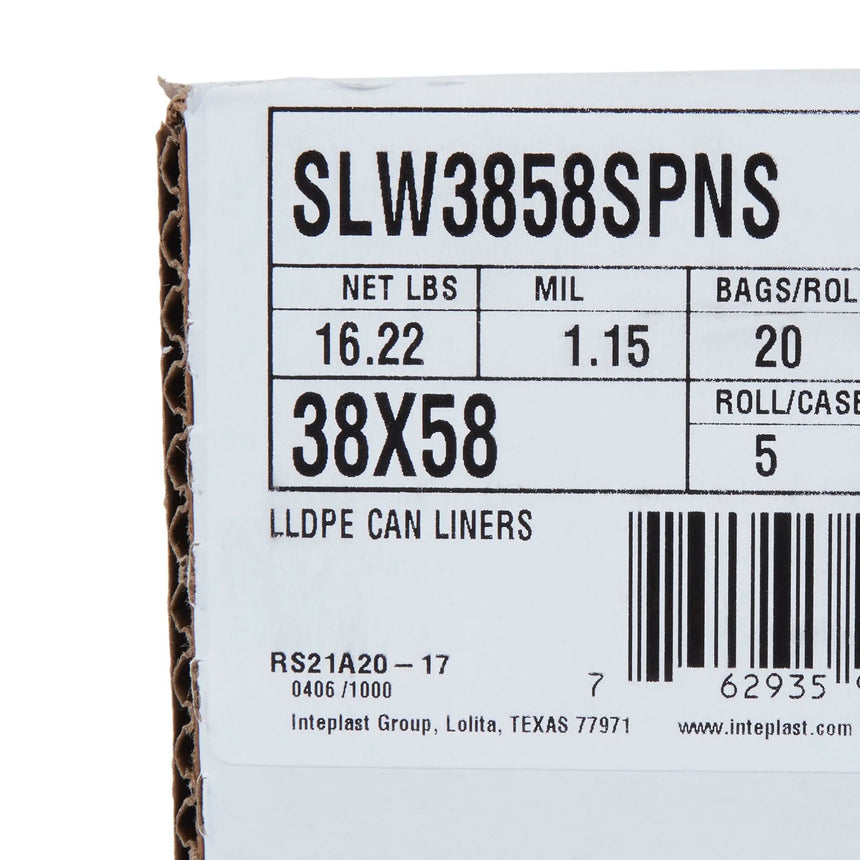 SLW3858SPNS
NET LBS MIL BAGS/ROL
16.22 1.15 20
38X58 ROLL/CASE
5
LLDPE CAN LINERS
RS21A20 – 17
0406 /1000
7 62935
Inteplast Group, Lolita, TEXAS 77971 www.inteplast.com